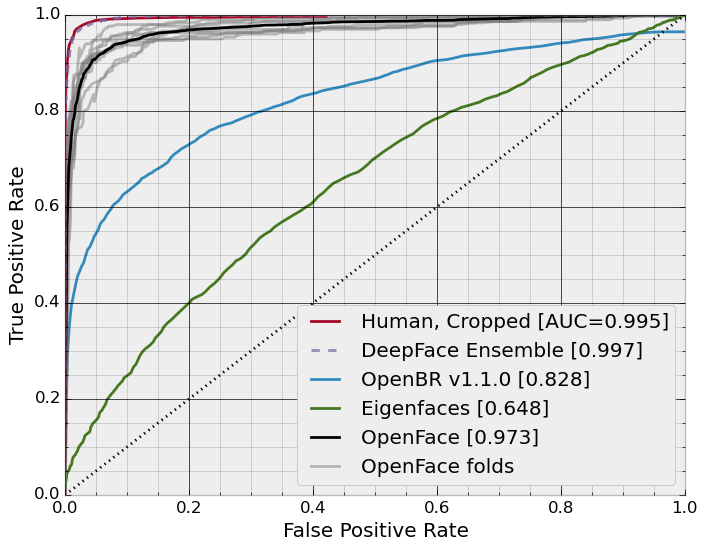 1.0
0.8
0.6
0.4
0.2
0.0
True Positive Rate
Human, Cropped [AUC=0.995]
DeepFace Ensemble [0.997]
OpenBR v1.1.0 [0.828]
Eigenfaces [0.648]
OpenFace [0.973]
OpenFace folds
0.0 0.2 0.4 0.6 0.8 1.0
False Positive Rate